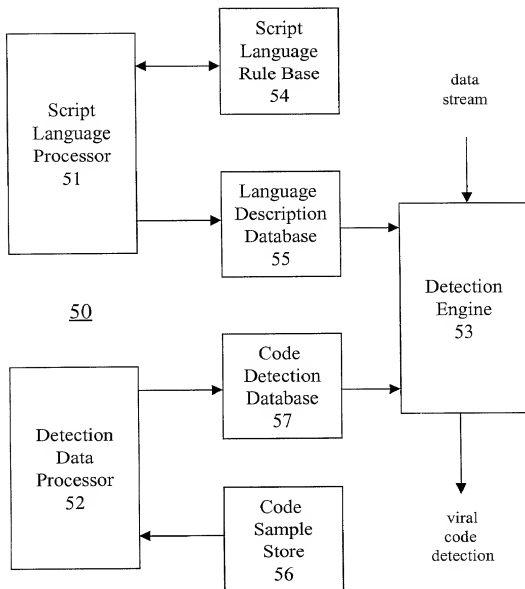 Script
Language
Processor
51
Script
Language
Rule Base
54
data
stream
Language
Description
Database
55
Detection
Engine
53
50
Detection
Data
Processor
52
Code
Detection
Database
57
Code
Sample
Store
56
viral
code
detection